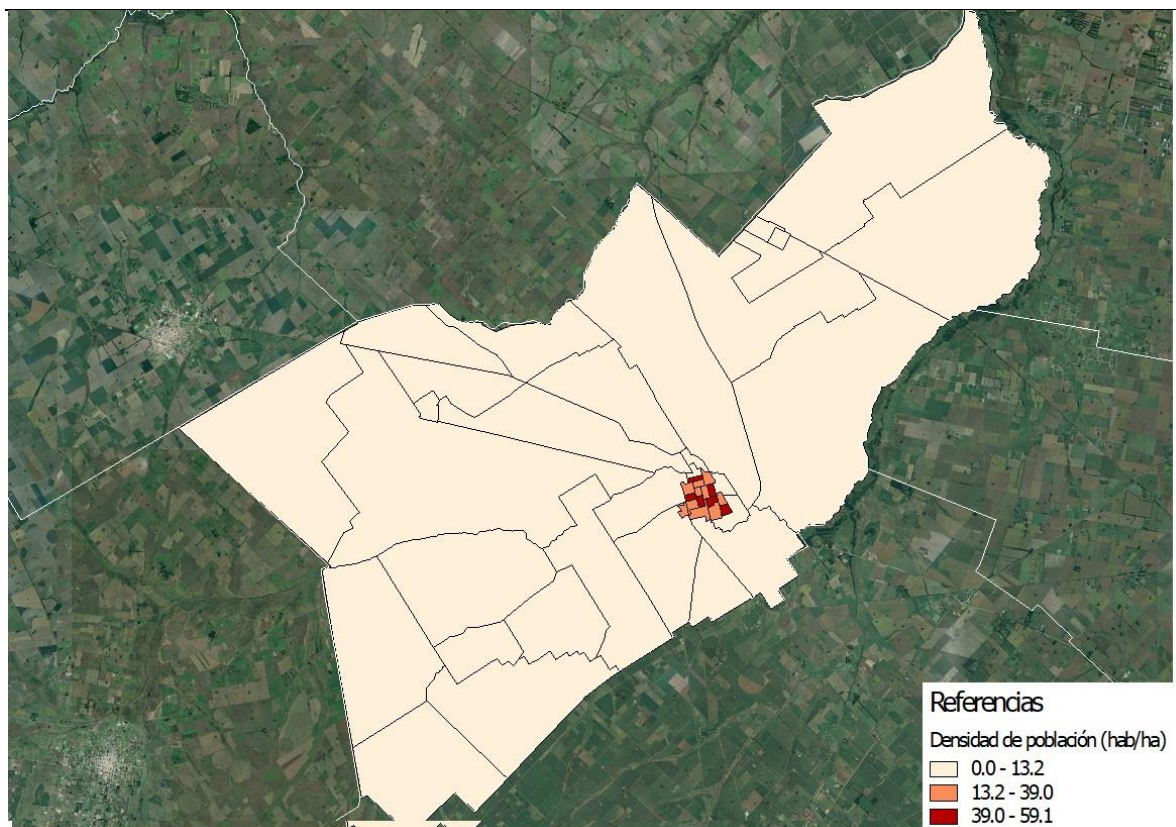 Referencias
Densidad de población (hab/ha)
0.0 - 13.2
13.2 - 39.0
39.0 - 59.1